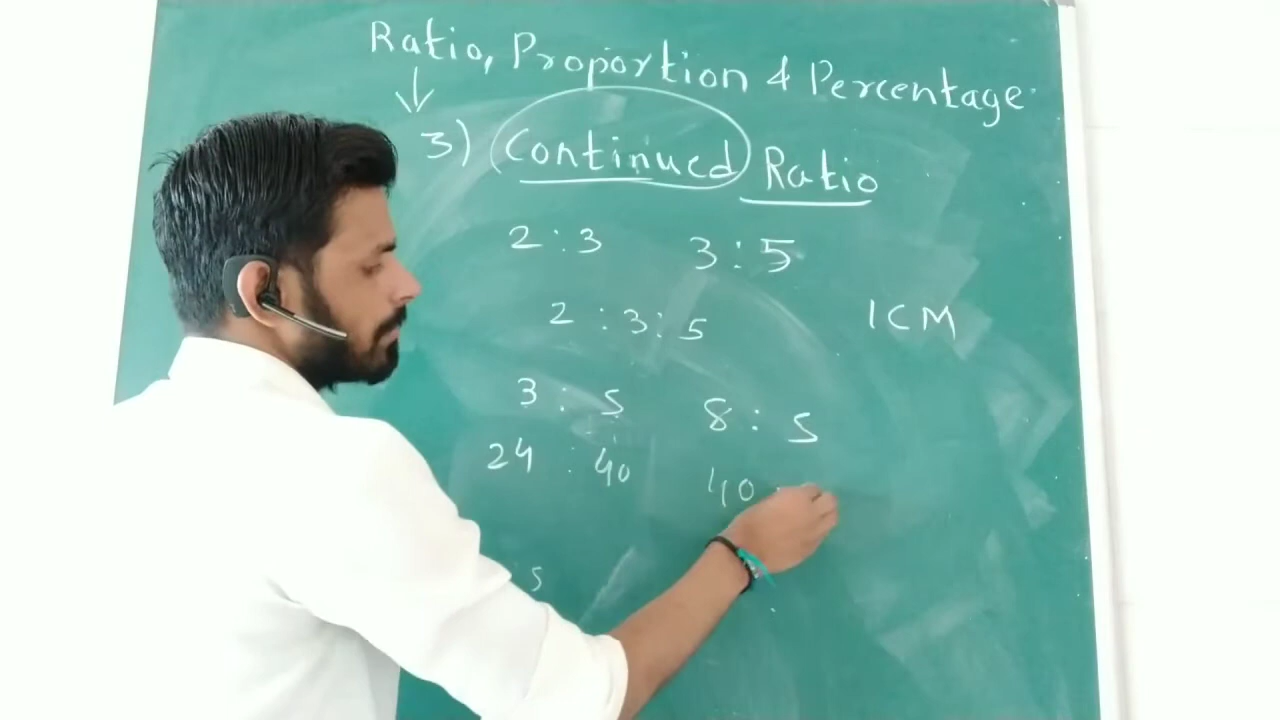 Ratio, Proportion & Percentage
3) Continued Ratio
2 : 3 3 : 5
2 : 3 : 5
ICM
3 : 5 8 : 5
24 : 40 40
5